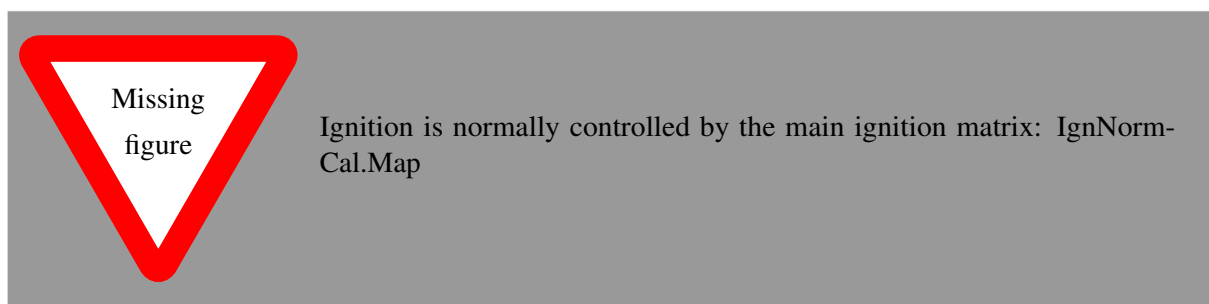 Missing
figure
Ignition is normally controlled by the main ignition matrix: IgnNorm-
Cal.Map